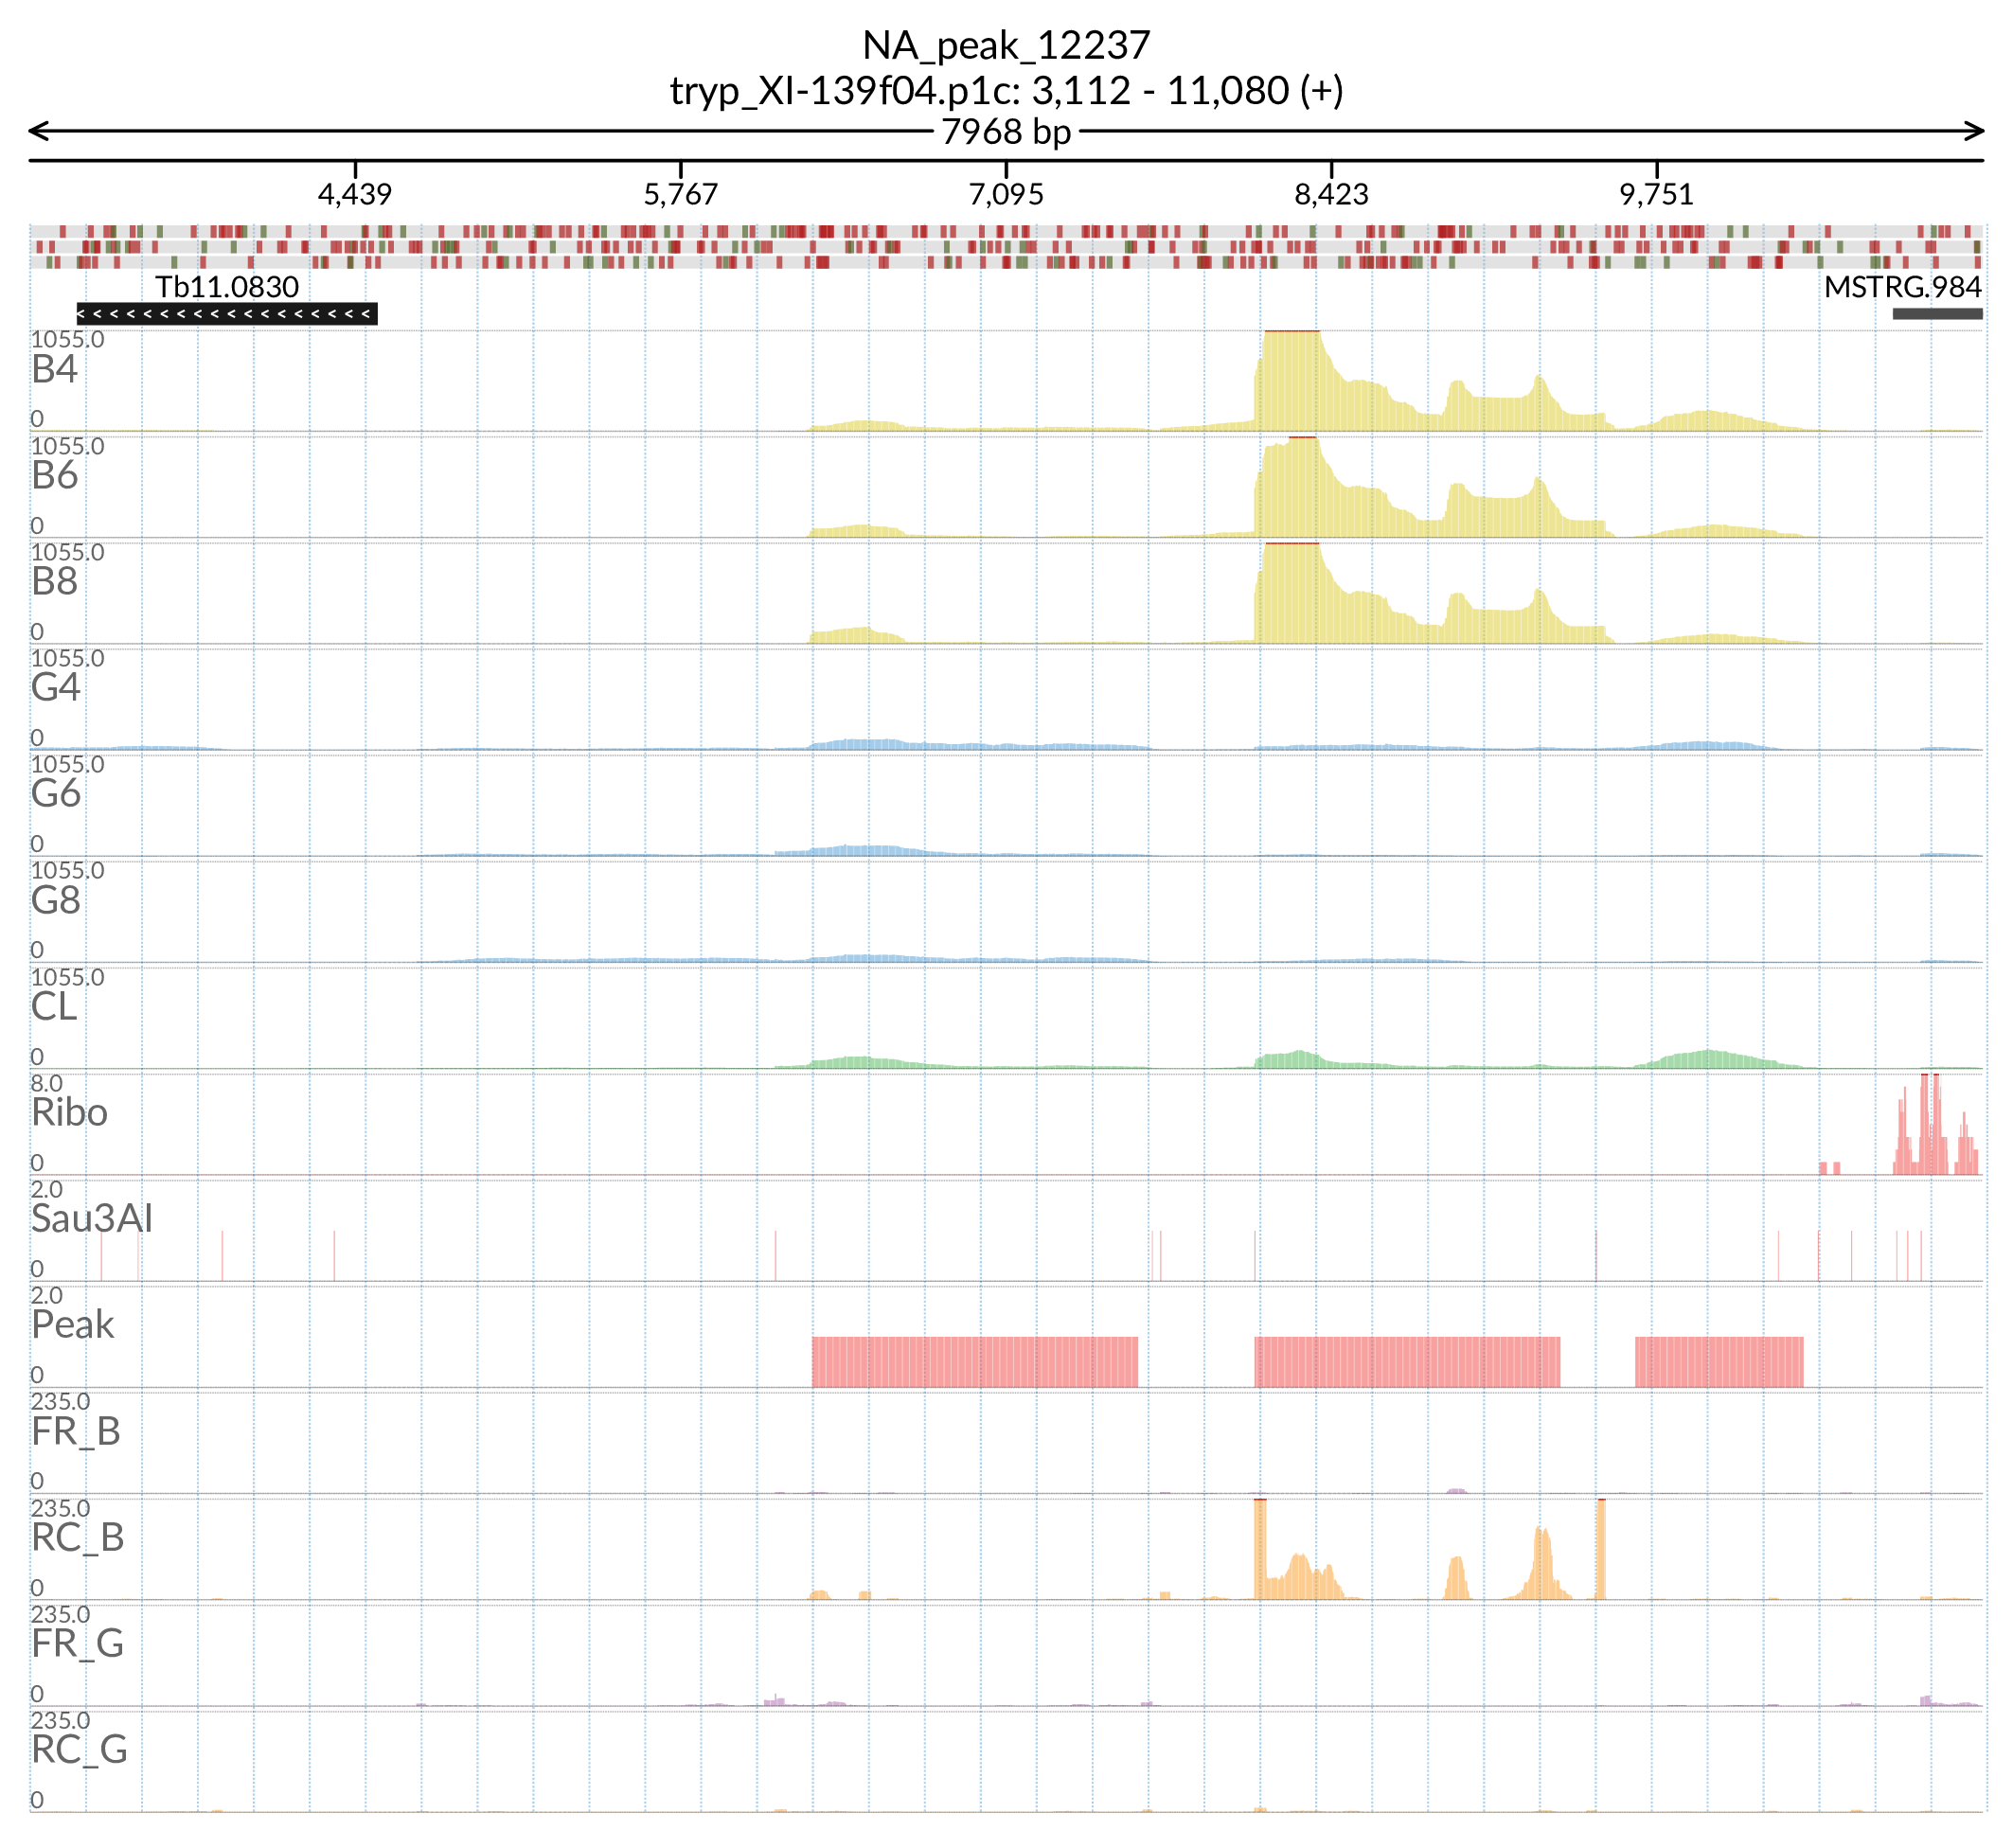 NA_peak_12237
tryp_XI-139f04.p1c: 3,112 - 11,080 (+)
7968 bp
4,439 5,767 7,095 8,423 9,751
Tb11.0830 MSTRG.984
< < < < < < < < < < < < < < < < < <
1055.0
B4
0
1055.0
B6
0
1055.0
B8
0
1055.0
G4
0
1055.0
G6
0
1055.0
G8
0
1055.0
CL
0
8.0
Ribo
0
2.0
Sau3AI
0
2.0
Peak
0
235.0
FR_B
0
235.0
RC_B
0
235.0
FR_G
0
235.0
RC_G
0